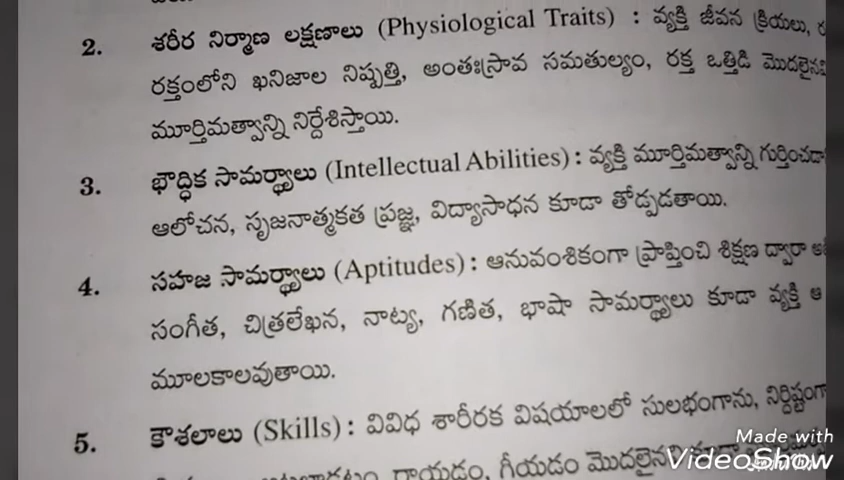 2. శరీర నిర్మాణ లక్షణాలు (Physiological Traits) : వ్యక్తి జీవన క్రియలు,
రక్తంలోని ఖనిజాల నిష్పత్తి, అంతఃస్రావ సమతుల్యం, రక్త ఒత్తిడి మొదలైనవి
మూర్తిమత్వాన్ని నిర్దేశిస్తాయి.
3. భౌద్ధిక సామర్థ్యాలు (Intellectual Abilities) : వ్యక్తి మూర్తిమత్వాన్ని
ఆలోచన, సృజనాత్మకత ప్రజ్ఞ, విద్యాసాధన కూడా తోడ్పడతాయి.
4. సహజ సామర్థ్యాలు (Aptitudes) : ఆనువంశికంగా ప్రాప్తించి శిక్షణ ద్వారా
సంగీత, చిత్రలేఖన, నాట్య, గణిత, భాషా సామర్థ్యాలు కూడా వ్యక్తి
మూలకాలవుతాయి.
5. కౌశలాలు (Skills) : వివిధ శారీరక విషయాలలో సులభంగాను,
గాయడం, గీయడం
Made with
VideoShow